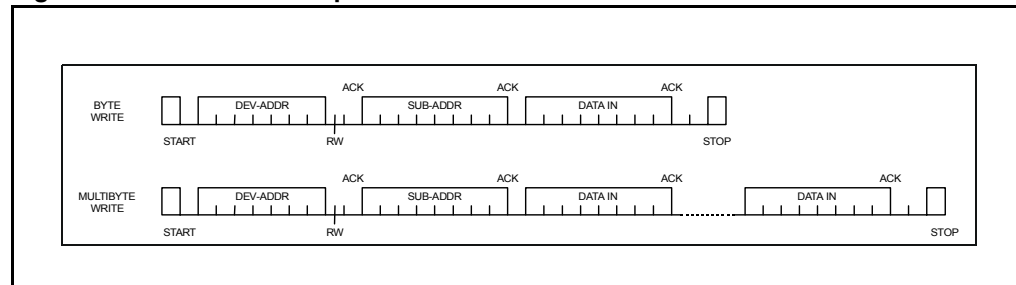 ACK ACK ACK
BYTE WRITE DEV-ADDR SUB-ADDR DATA IN
START RW STOP
ACK ACK ACK ACK
MULTIBYTE WRITE DEV-ADDR SUB-ADDR DATA IN DATA IN
START RW STOP